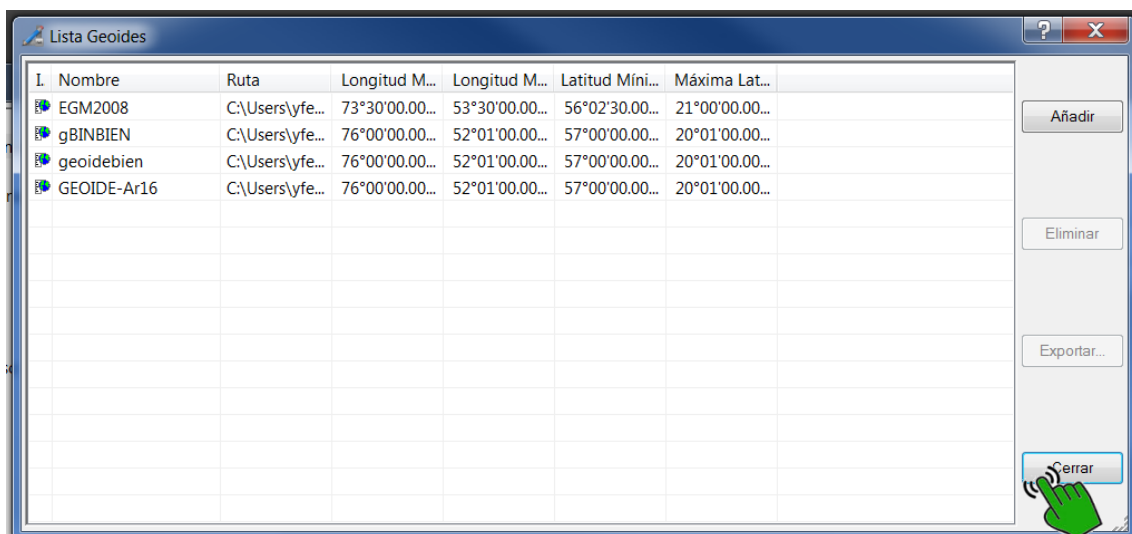 Lista Geoides
I. Nombre Ruta Longitud M... Longitud M... Latitud Míni... Máxima Lat...
EGM2008 C:\Users\yfe... 73°30'00.00... 53°30'00.00... 56°02'30.00... 21°00'00.00...
gBINBIEN C:\Users\yfe... 76°00'00.00... 52°01'00.00... 57°00'00.00... 20°01'00.00...
geoidebien C:\Users\yfe... 76°00'00.00... 52°01'00.00... 57°00'00.00... 20°01'00.00...
GEOIDE-Ar16 C:\Users\yfe... 76°00'00.00... 52°01'00.00... 57°00'00.00... 20°01'00.00...
Añadir
Eliminar
Exportar...
Cerrar